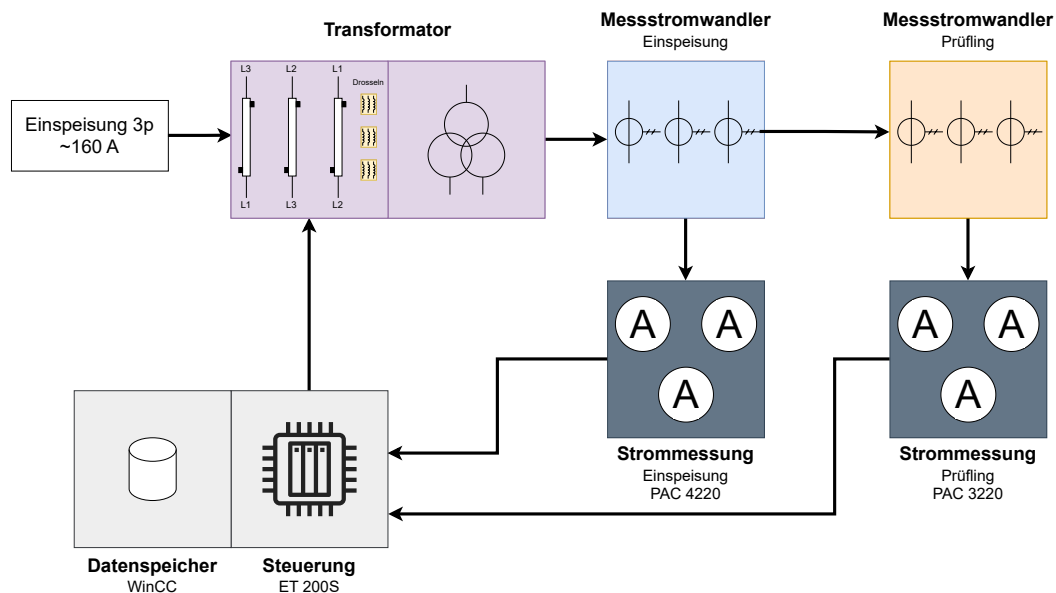 Transformator
Messstromwandler
Einspeisung
Messstromwandler
Prüfling
Einspeisung 3p
~160 A
L3
L2
L1
Drosseln
L1
L3
L2
A
A
A
A
A
A
Strommessung
Einspeisung
PAC 4220
Strommessung
Prüfling
PAC 3220
Datenspeicher
WinCC
Steuerung
ET 200S